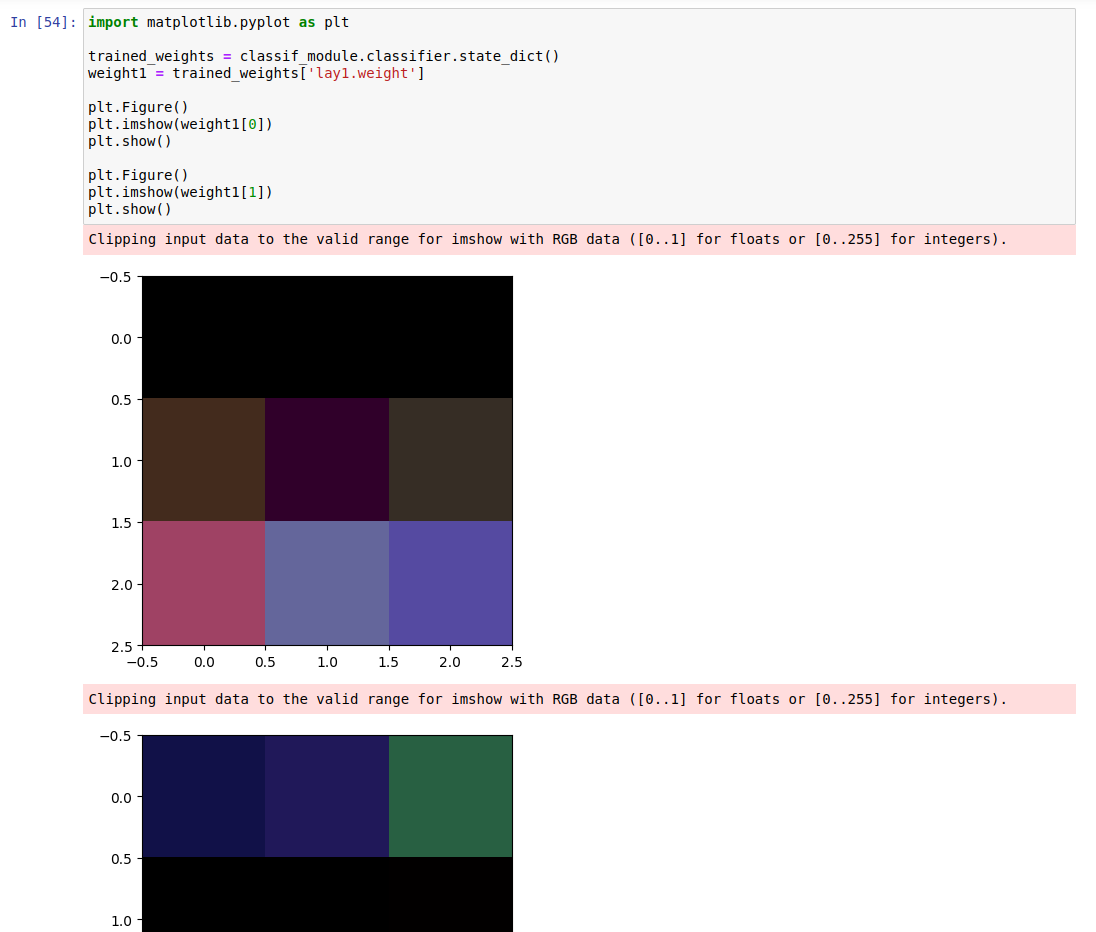 In [54]: import matplotlib.pyplot as plt
trained_weights = classif_module.classifier.state_dict()
weight1 = trained_weights['lay1.weight']
plt.Figure()
plt.imshow(weight1[0])
plt.show()
plt.Figure()
plt.imshow(weight1[1])
plt.show()
Clipping input data to the valid range for imshow with RGB data ([0..1] for floats or [0..255] for integers).
−0.5
0.0
0.5
1.0
1.5
2.0
2.5
−0.5 0.0 0.5 1.0 1.5 2.0 2.5
Clipping input data to the valid range for imshow with RGB data ([0..1] for floats or [0..255] for integers).
−0.5
0.0
0.5
1.0